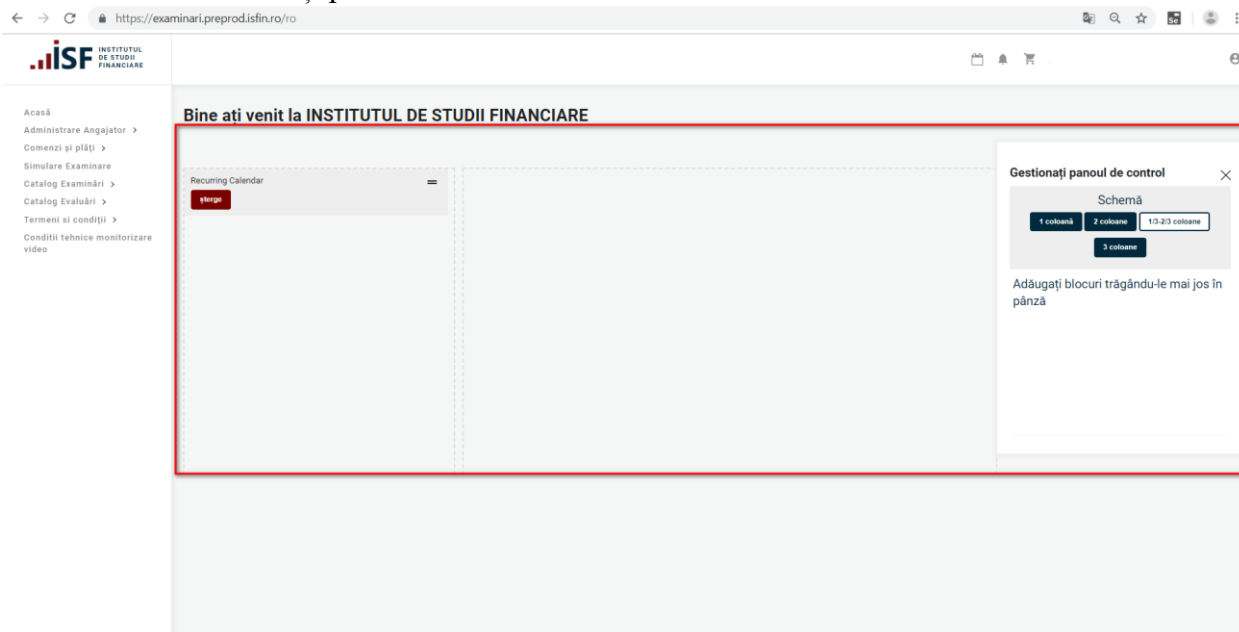 https://examinari.preprod.isfin.ro/ro
Se
ISF INSTITUTUL
DE STUDII
FINANCIARE
Acasă
Administrare Angajator >
Comenzi și plăți >
Simulare Examinare
Catalog Examinări >
Catalog Evaluări >
Termeni si condiții >
Conditii tehnice monitorizare
video
Bine ați venit la INSTITUTUL DE STUDII FINANCIARE
Recurring Calendar
șterge
Gestionați panoul de control
Schemă
1 coloană 2 coloane 1/3-2/3 coloane
3 coloane
Adăugați blocuri trăgându-le mai jos în
pânză